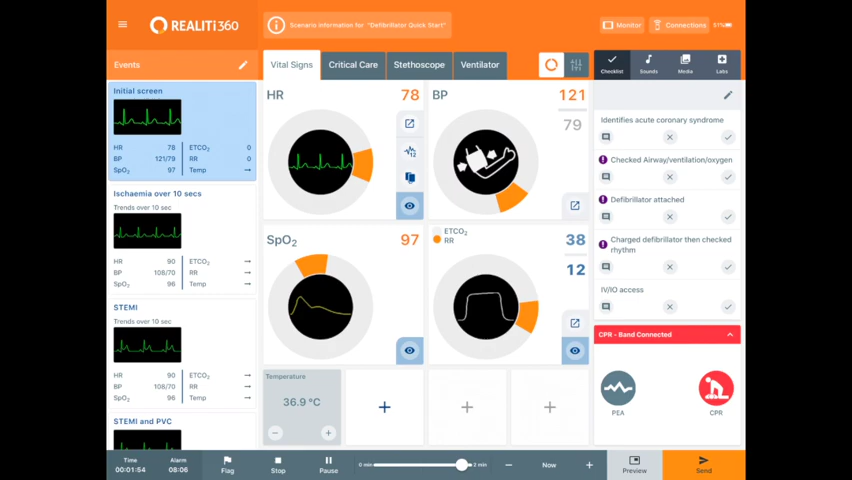 REALITi360
Scenario information for "Defibrillator Quick Start"
Monitor
Connections
51%
Events
Vital Signs
Critical Care
Stethoscope
Ventilator
Checklist
Sounds
Media
Labs
Initial screen
HR 78 ETCO2 0
BP 121/79 RR 0
SpO2 97 Temp →
Ischaemia over 10 secs
Trends over 10 sec
HR 90 ETCO2 →
BP 108/70 RR →
SpO2 96 Temp →
STEMI
Trends over 10 sec
HR 90 ETCO2 →
BP 108/70 RR →
SpO2 96 Temp →
STEMI and PVC
HR 78
12
BP 121
79
SpO2 97
ETCO2 38
RR 12
Temperature
36.9 °C
Identifies acute coronary syndrome
Checked Airway/ventilation/oxygen
Defibrillator attached
Charged defibrillator then checked
rhythm
IV/IO access
CPR - Band Connected
PEA
CPR
Time
00:01:54
Alarm
08:06
Flag
Stop
Pause
0 min
2 min
Now
Preview
Send